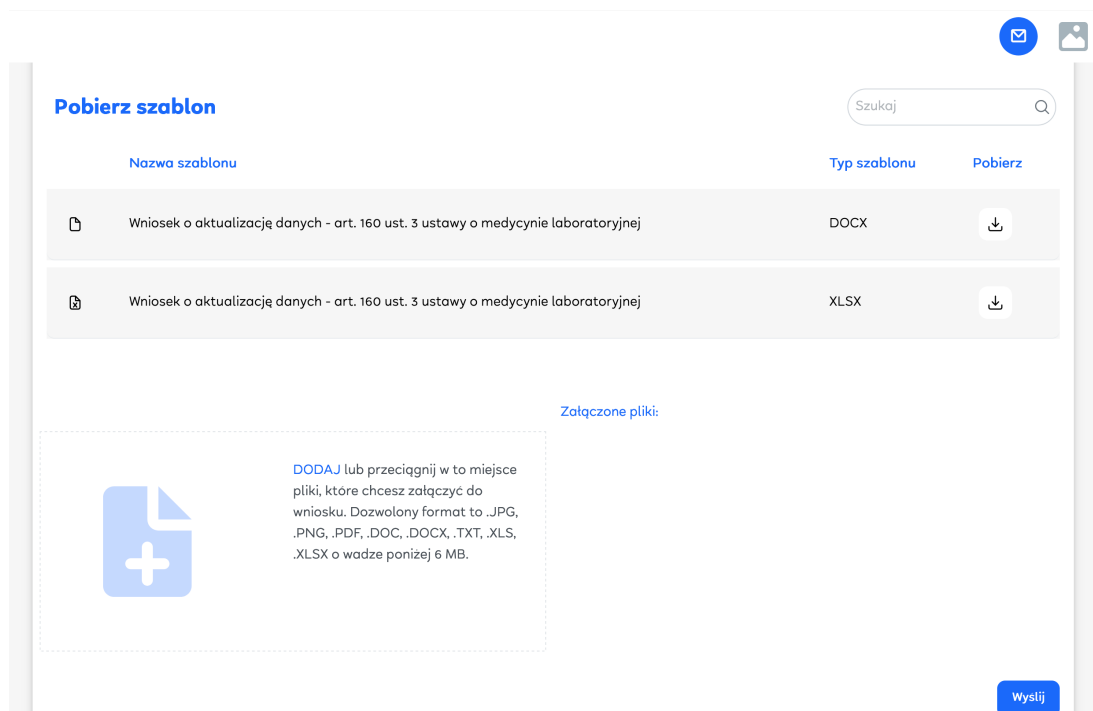 Pobierz szablon
Szukaj
Nazwa szablonu Typ szablonu Pobierz
Wniosek o aktualizację danych - art. 160 ust. 3 ustawy o medycynie laboratoryjnej DOCX
Wniosek o aktualizację danych - art. 160 ust. 3 ustawy o medycynie laboratoryjnej XLSX
Załączone pliki:
DODAJ lub przeciągnij w to miejsce
pliki, które chcesz załączyć do
wniosku. Dozwolony format to .JPG,
.PNG, .PDF, .DOC, .DOCX, .TXT, .XLS,
.XLSX o wadze poniżej 6 MB.
Wyślij